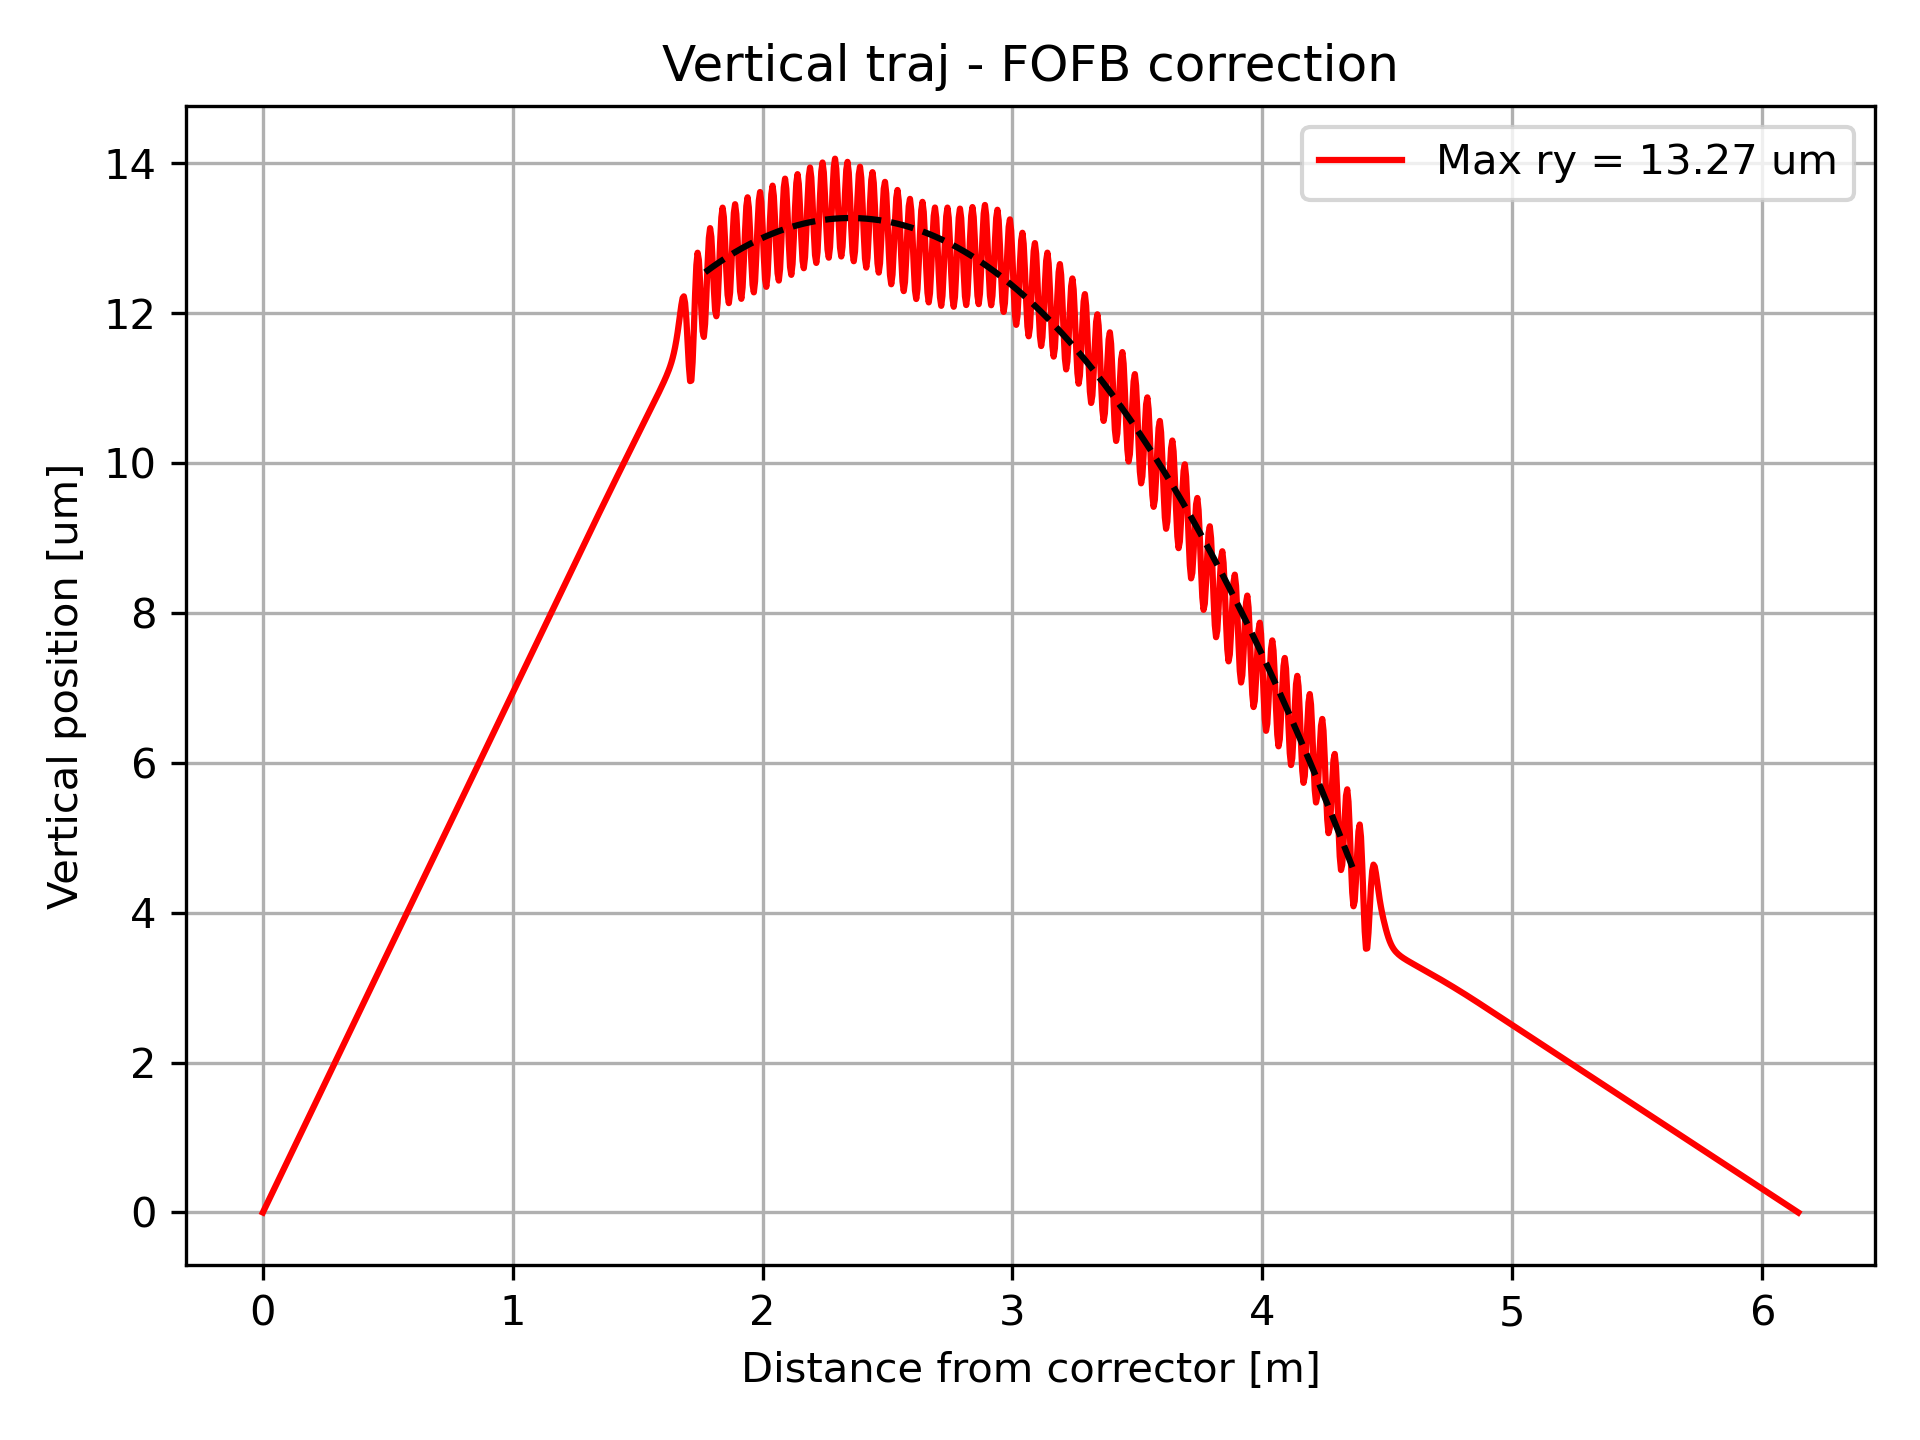 Vertical traj - FOFB correction
Max ry = 13.27 um
Vertical position [um]
14
12
10
8
6
4
2
0
0 1 2 3 4 5 6
Distance from corrector [m]